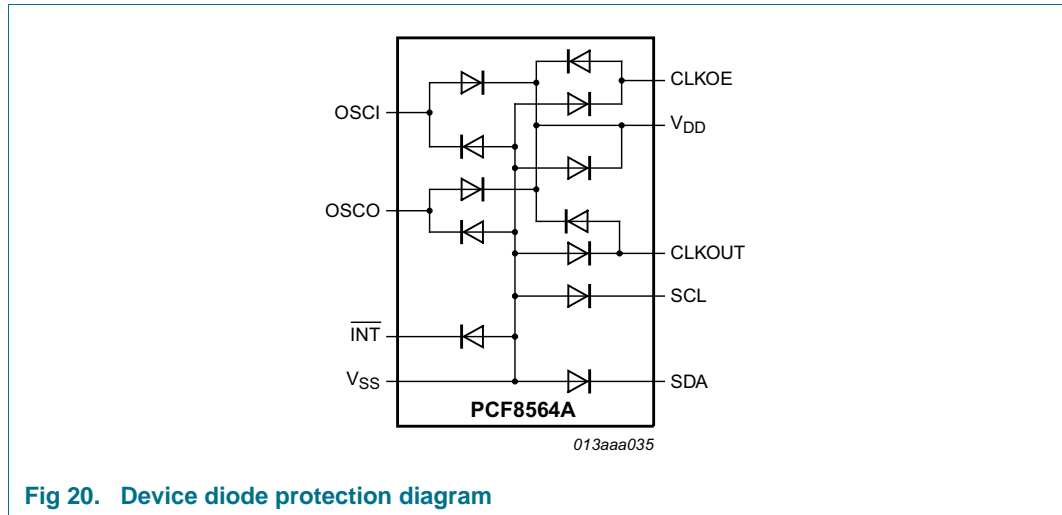 OSCI
OSCO
INT
VSS
CLKOE
VDD
CLKOUT
SCL
SDA
PCF8564A
013aaa035
Fig 20. Device diode protection diagram